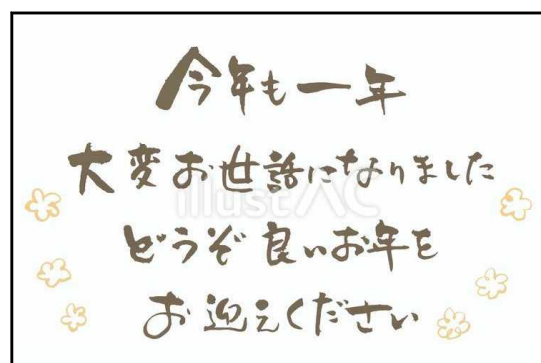 今年も一年
大変お世話になりました
illustAC
どうぞ良いお年を
お迎えください